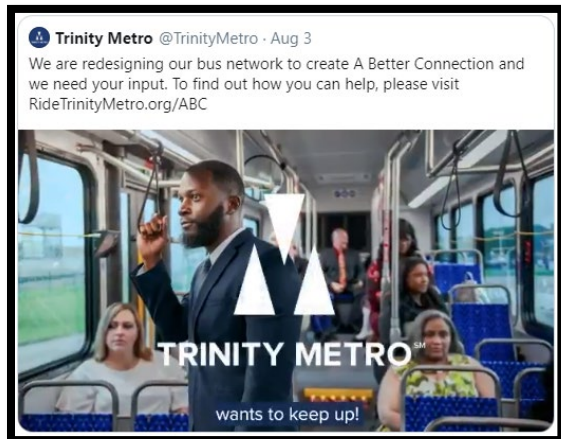 Trinity Metro @TrinityMetro · Aug 3
We are redesigning our bus network to create A Better Connection and
we need your input. To find out how you can help, please visit
RideTrinityMetro.org/ABC
TRINITY METRO℠
wants to keep up!